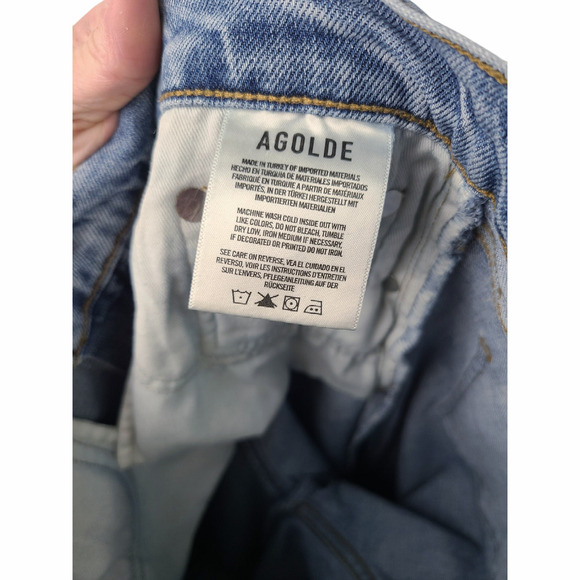 AGOLDE
MADE IN TURKEY OF IMPORTED MATERIALS
HECHO EN TURQUIA DE MATERIALES IMPORTADOS
FABRIQUÉ EN TURQUIE A PARTIR DE MATIÈRES
IMPORTÉES, IN DER TÜRKEI HERGESTELLT MIT
IMPORTIERTEN MATERIALIEN
MACHINE WASH COLD INSIDE OUT WITH
LIKE COLORS, DO NOT BLEACH, TUMBLE
DRY LOW, IRON MEDIUM IF NECESSARY,
IF DECORATED OR PRINTED DO NOT IRON.
SEE CARE ON REVERSE, VEA EL CUIDADO EN EL
REVERSO, VOIR LES INSTRUCTIONS D'ENTRETIEN
SUR L'ENVERS, PFLEGEANLEITUNG AUF DER
RÜCKSEITE